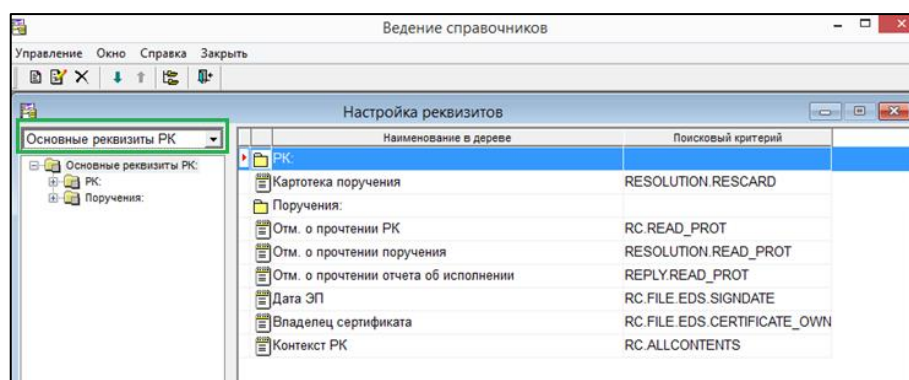 Ведение справочников
Управление Окно Справка Закрыть
Настройка реквизитов
Основные реквизиты РК
Наименование в дереве Поисковый критерий
Основные реквизиты РК:
РК:
Поручения:
РК:
Картотека поручения RESOLUTION.RESCARD
Поручения:
Отм. о прочтении РК RC.READ_PROT
Отм. о прочтении поручения RESOLUTION.READ_PROT
Отм. о прочтении отчета об исполнении REPLY.READ_PROT
Дата ЭП RC.FILE.EDS.SIGNDATE
Владелец сертификата RC.FILE.EDS.CERTIFICATE_OWN
Контекст РК RC.ALLCONTENTS